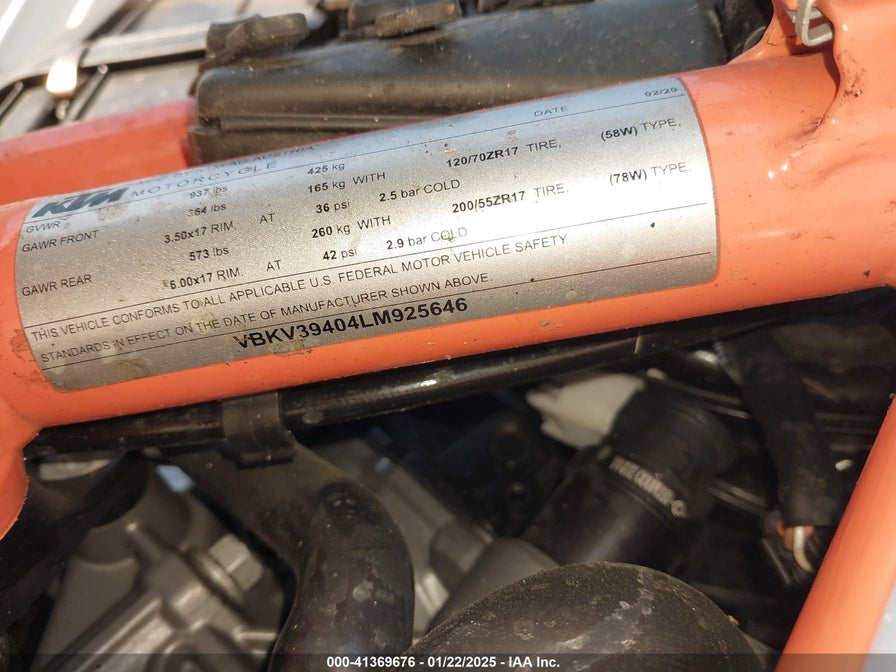 DATE 02/20
KTM
MOTORCYCLE
GVWR 937 lbs 425 kg
GAWR FRONT 364 lbs 165 kg WITH 120/70ZR17 TIRE, (58W) TYPE,
3.50x17 RIM. AT 36 psi 2.5 bar COLD
GAWR REAR 573 lbs 260 kg WITH 200/55ZR17 TIRE, (78W) TYPE,
6.00x17 RIM. AT 42 psi 2.9 bar COLD
THIS VEHICLE CONFORMS TO ALL APPLICABLE U.S. FEDERAL MOTOR VEHICLE SAFETY
STANDARDS IN EFFECT ON THE DATE OF MANUFACTURER SHOWN ABOVE.
VBKV39404LM925646
000-41369676 - 01/22/2025 - IAA Inc.